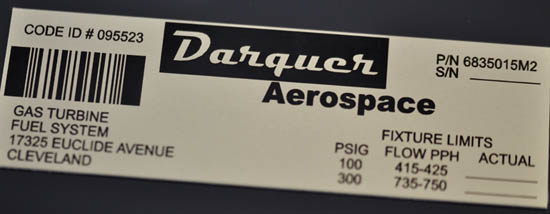 CODE ID # 095523
Darquer
Aerospace
P/N 6835015M2
S/N
GAS TURBINE
FUEL SYSTEM
17325 EUCLIDE AVENUE
CLEVELAND
FIXTURE LIMITS
PSIG FLOW PPH ACTUAL
100 415-425
300 735-750